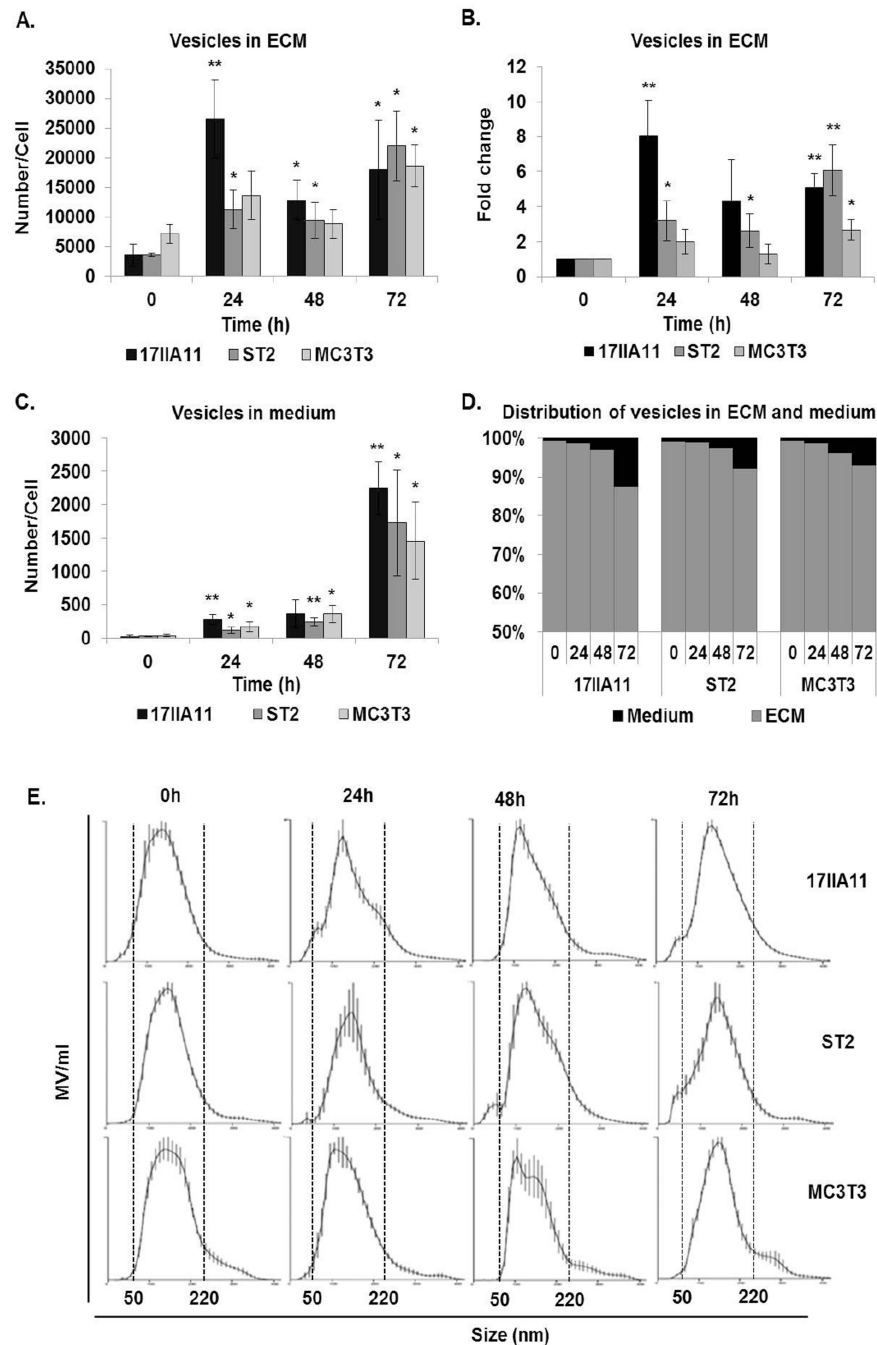 A.
Vesicles in ECM
Number/Cell
35000
30000
25000
20000
15000
10000
5000
0
**
*
*
*
*
*
*
0 24 48 72
Time (h)
17IIA11 ST2 MC3T3
B.
Vesicles in ECM
Fold change
12
10
8
6
4
2
0
**
*
*
**
**
*
0 24 48 72
Time (h)
17IIA11 ST2 MC3T3
C.
Vesicles in medium
Number/Cell
3000
2500
2000
1500
1000
500
0
**
*
*
**
*
**
*
*
0 24 48 72
Time (h)
17IIA11 ST2 MC3T3
D.
Distribution of vesicles in ECM and medium
100%
90%
80%
70%
60%
50%
0 24 48 72 0 24 48 72 0 24 48 72
17IIA11 ST2 MC3T3
Medium ECM
E.
0h 24h 48h 72h
MV/ml
17IIA11
ST2
MC3T3
50 220 50 220 50 220 50 220
Size (nm)